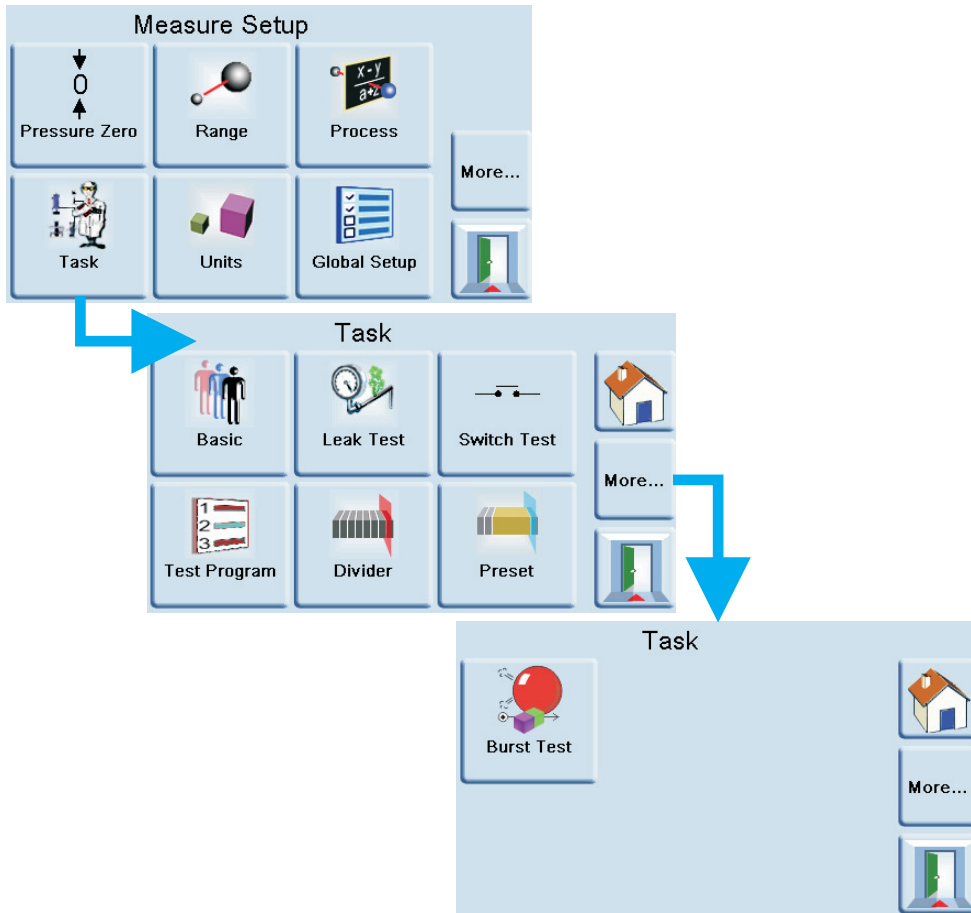 Measure Setup
0
x - y
a+z
Pressure Zero
Range
Process
More...
Task
Units
Global Setup
Task
Basic
Leak Test
Switch Test
More...
1
2
3
Test Program
Divider
Preset
Task
Burst Test
More...